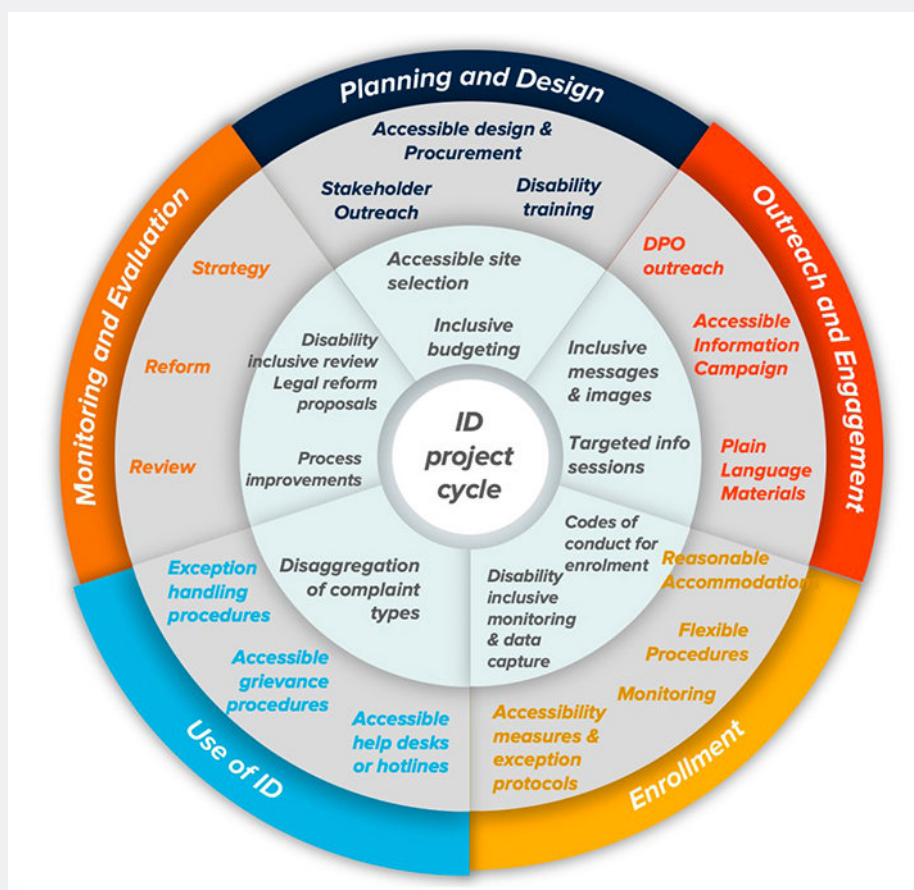 Planning and Design
Accessible design &
Procurement
Stakeholder
Outreach
Disability
training
Accessible site
selection
Inclusive
budgeting
Outreach and Engagement
DPO
outreach
Accessible
Information
Campaign
Plain
Language
Materials
Inclusive
messages
& images
Targeted info
sessions
Enrollment
Reasonable
Accommodation
Flexible
Procedures
Monitoring
Accessibility
measures &
exception
protocols
Codes of
conduct for
enrolment
Disability
inclusive
monitoring
& data
capture
Use of ID
Exception
handling
procedures
Accessible
grievance
procedures
Accessible
help desks
or hotlines
Disaggregation
of complaint
types
Monitoring and Evaluation
Strategy
Reform
Review
Disability
inclusive review
Legal reform
proposals
Process
improvements
ID
project
cycle